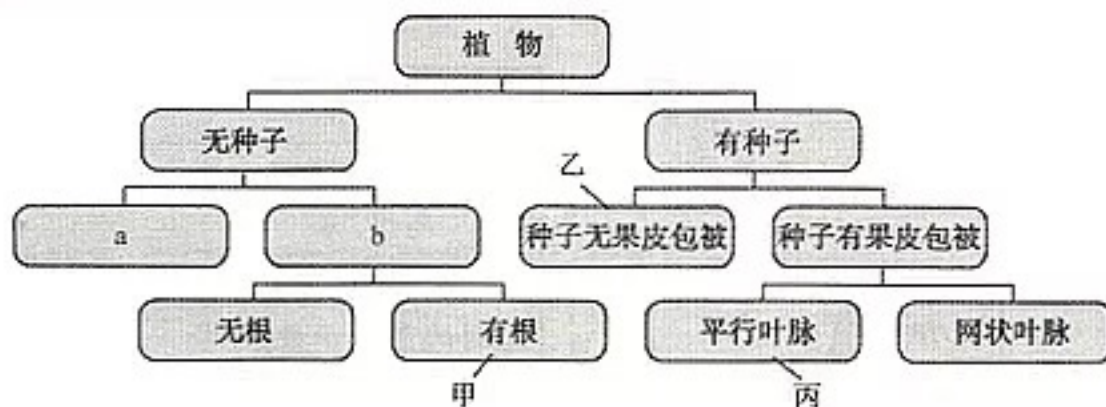 植 物
无种子 有种子
乙
a b 种子无果皮包被 种子有果皮包被
无根 有根 平行叶脉 网状叶脉
甲 丙